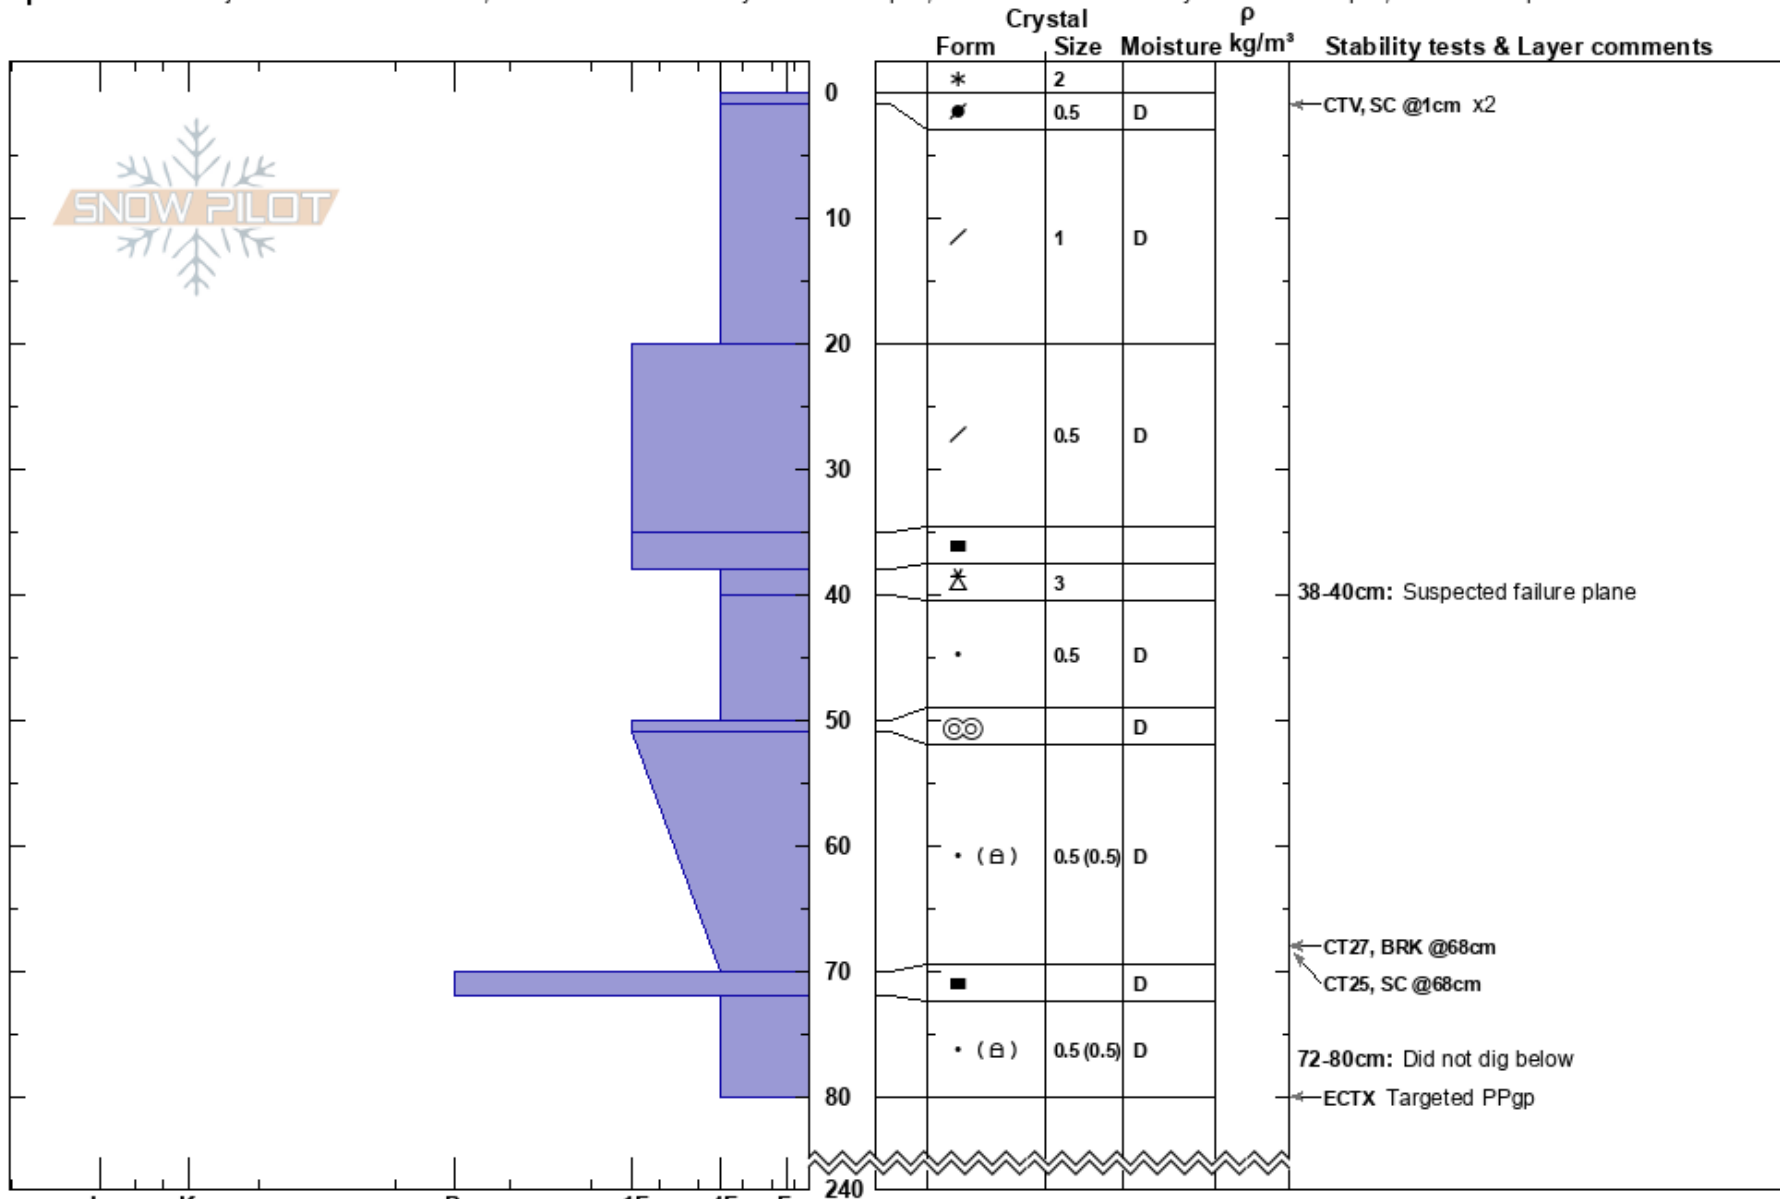 Crystal ρ
Form Size Moisture kg/m³ Stability tests & Layer comments
2
0
0.5 D
CTV, SC @1cm x2
SNOW PILOT
10
1 D
20
0.5 D
30
3
40
38-40cm: Suspected failure plane
0.5 D
50
D
60
( ) 0.5 (0.5) D
CT27, BRK @68cm
70
D
CT25, SC @68cm
( ) 0.5 (0.5) D
72-80cm: Did not dig below
80
ECTX Targeted PPgp
240